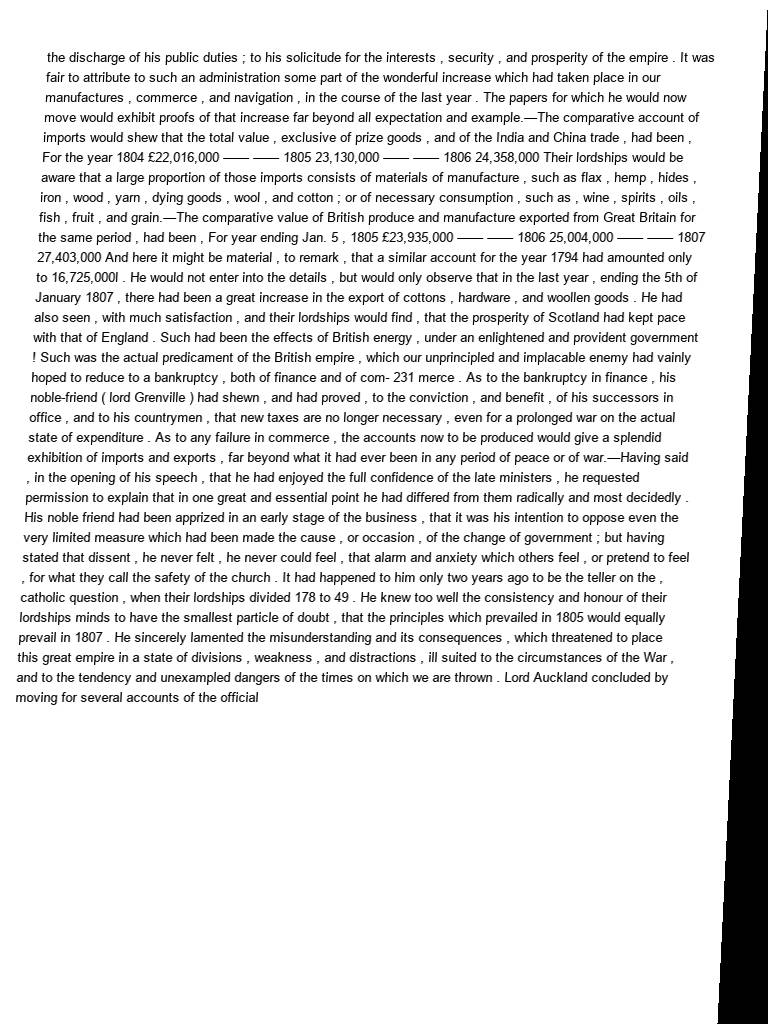 the discharge of his public duties ; to his solicitude for the interests , security , and prosperity of the empire . It was
fair to attribute to such an administration some part of the wonderful increase which had taken place in our
manufactures , commerce , and navigation , in the course of the last year . The papers for which he would now
move would exhibit proofs of that increase far beyond all expectation and example.—The comparative account of
imports would shew that the total value , exclusive of prize goods , and of the India and China trade , had been ,
For the year 1804 £22,016,000 —— —— 1805 23,130,000 —— —— 1806 24,358,000 Their lordships would be
aware that a large proportion of those imports consists of materials of manufacture , such as flax , hemp , hides ,
iron , wood , yarn , dying goods , wool , and cotton ; or of necessary consumption , such as , wine , spirits , oils ,
fish , fruit , and grain.—The comparative value of British produce and manufacture exported from Great Britain for
the same period , had been , For year ending Jan. 5 , 1805 £23,935,000 —— —— 1806 25,004,000 —— —— 1807
27,403,000 And here it might be material , to remark , that a similar account for the year 1794 had amounted only
to 16,725,000l . He would not enter into the details , but would only observe that in the last year , ending the 5th of
January 1807 , there had been a great increase in the export of cottons , hardware , and woollen goods . He had
also seen , with much satisfaction , and their lordships would find , that the prosperity of Scotland had kept pace
with that of England . Such had been the effects of British energy , under an enlightened and provident government
! Such was the actual predicament of the British empire , which our unprincipled and implacable enemy had vainly
hoped to reduce to a bankruptcy , both of finance and of com- 231 merce . As to the bankruptcy in finance , his
noble-friend ( lord Grenville ) had shewn , and had proved , to the conviction , and benefit , of his successors in
office , and to his countrymen , that new taxes are no longer necessary , even for a prolonged war on the actual
state of expenditure . As to any failure in commerce , the accounts now to be produced would give a splendid
exhibition of imports and exports , far beyond what it had ever been in any period of peace or of war.—Having said
, in the opening of his speech , that he had enjoyed the full confidence of the late ministers , he requested
permission to explain that in one great and essential point he had differed from them radically and most decidedly .
His noble friend had been apprized in an early stage of the business , that it was his intention to oppose even the
very limited measure which had been made the cause , or occasion , of the change of government ; but having
stated that dissent , he never felt , he never could feel , that alarm and anxiety which others feel , or pretend to feel
, for what they call the safety of the church . It had happened to him only two years ago to be the teller on the ,
catholic question , when their lordships divided 178 to 49 . He knew too well the consistency and honour of their
lordships minds to have the smallest particle of doubt , that the principles which prevailed in 1805 would equally
prevail in 1807 . He sincerely lamented the misunderstanding and its consequences , which threatened to place
this great empire in a state of divisions , weakness , and distractions , ill suited to the circumstances of the War ,
and to the tendency and unexampled dangers of the times on which we are thrown . Lord Auckland concluded by
moving for several accounts of the official